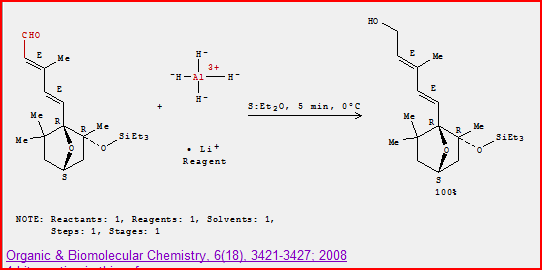 CHO
HO
E
Me
E
Me
Me
R
R
Me
O
O
SiEt3
S
+
H-
-H
Al
3+
H-
H-
• Li+
Reagent
S:Et2O, 5 min, 0°C
E
Me
E
Me
Me
R
R
Me
O
O
SiEt3
S
100%
NOTE: Reactants: 1, Reagents: 1, Solvents: 1,
Steps: 1, Stages: 1
Organic & Biomolecular Chemistry, 6(18), 3421-3427; 2008